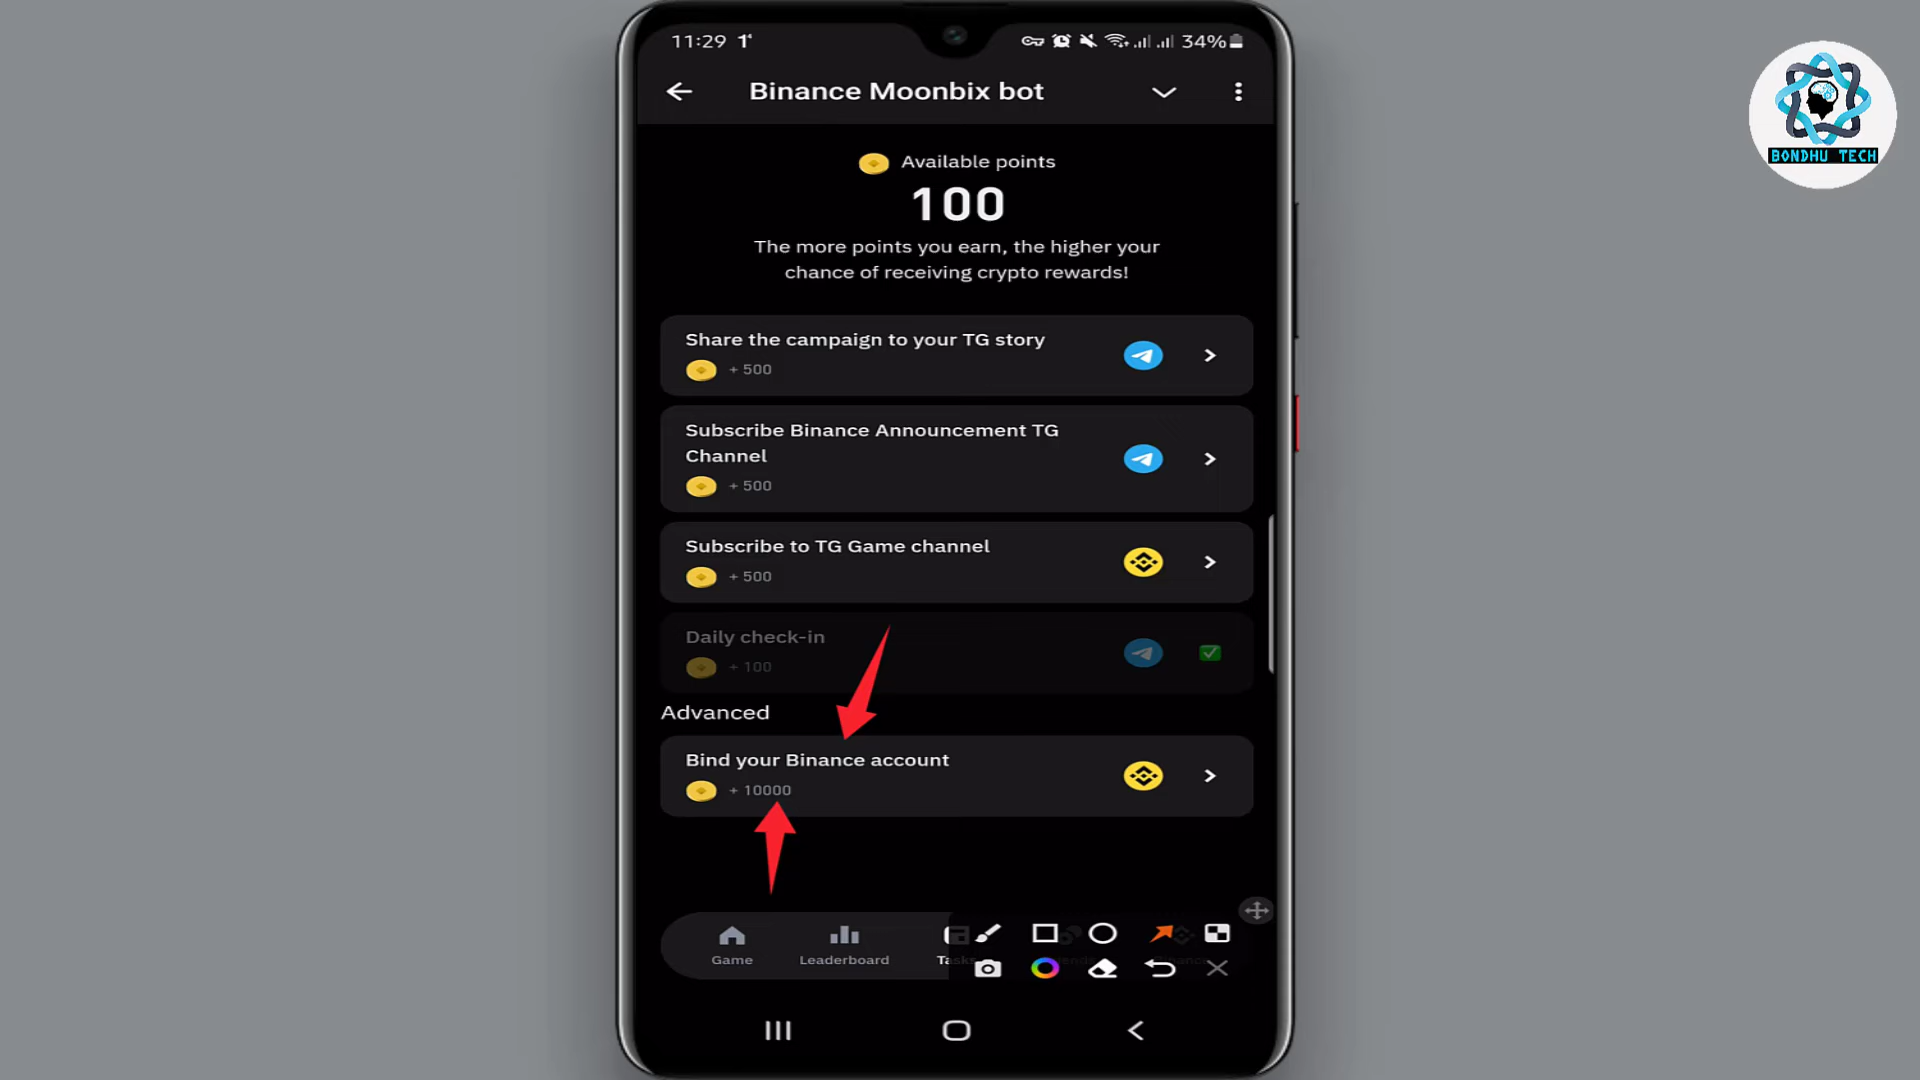 11:29
34%
Binance Moonbix bot
BONDHU TECH
Available points
100
The more points you earn, the higher your
chance of receiving crypto rewards!
Share the campaign to your TG story
+ 500
Subscribe Binance Announcement TG
Channel
+ 500
Subscribe to TG Game channel
+ 500
Daily check-in
+ 100
Advanced
Bind your Binance account
+ 10000
Game
Leaderboard